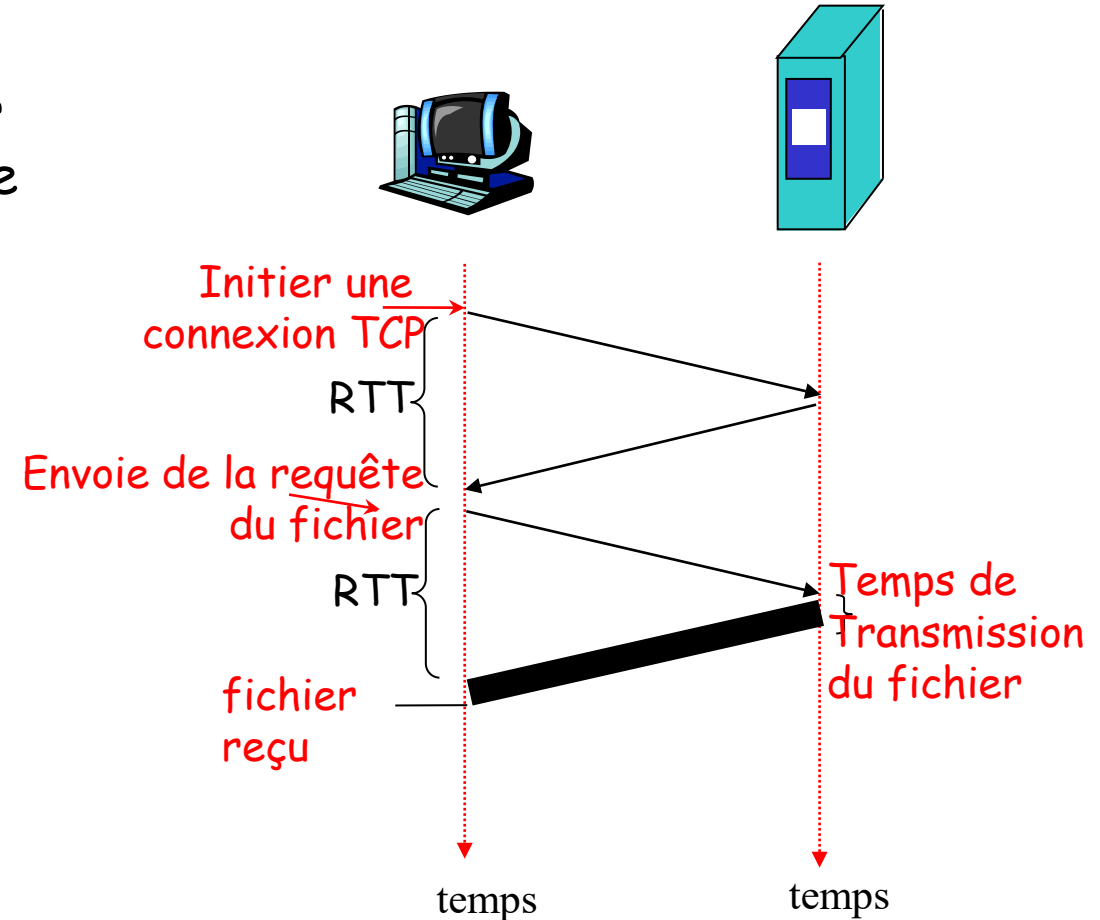 e
Initier une
connexion TCP
RTT
Envoie de la requête
du fichier
RTT
Temps de
Transmission
du fichier
fichier
reçu
temps
temps